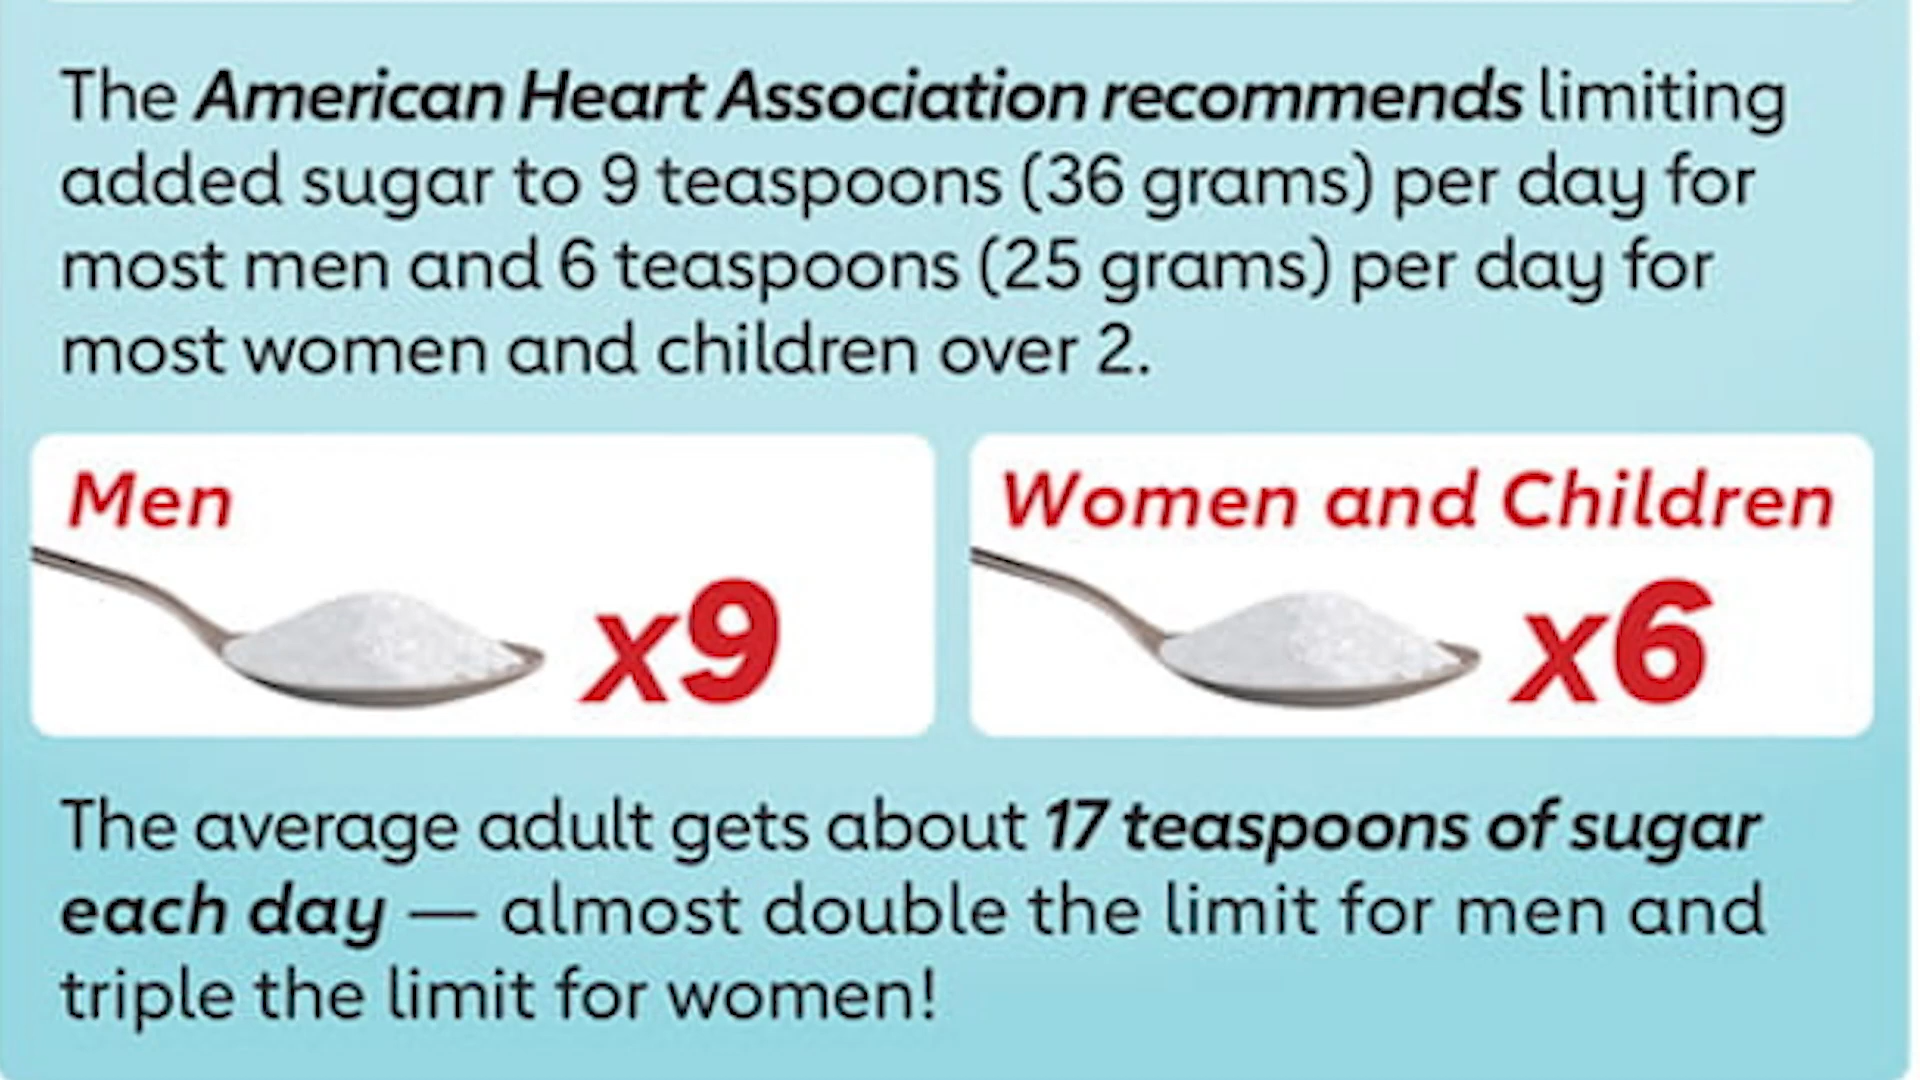 The American Heart Association recommends limiting
added sugar to 9 teaspoons (36 grams) per day for
most men and 6 teaspoons (25 grams) per day for
most women and children over 2.
Men
x9
Women and Children
x6
The average adult gets about 17 teaspoons of sugar
each day — almost double the limit for men and
triple the limit for women!